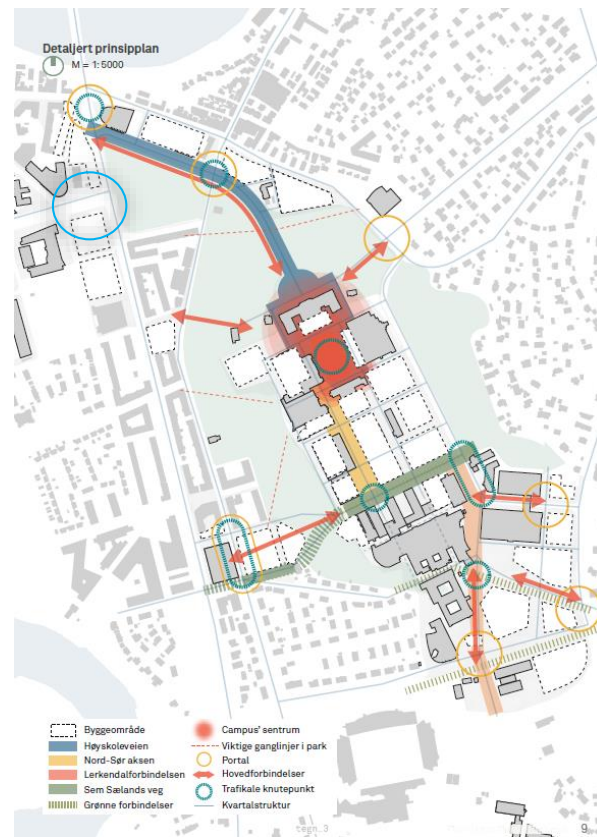 Detaljert prinsipplan
M = 1:5000
Byggeområde
Høyskoleveien
Nord-Sør aksen
Lerkendalforbindelsen
Sem Sælands veg
Grønne forbindelser
Campus' sentrum
Viktige ganglinjer i park
Portal
Hovedforbindelser
Trafikale knutepunkt
Kvartalstruktur
tegn_3
9